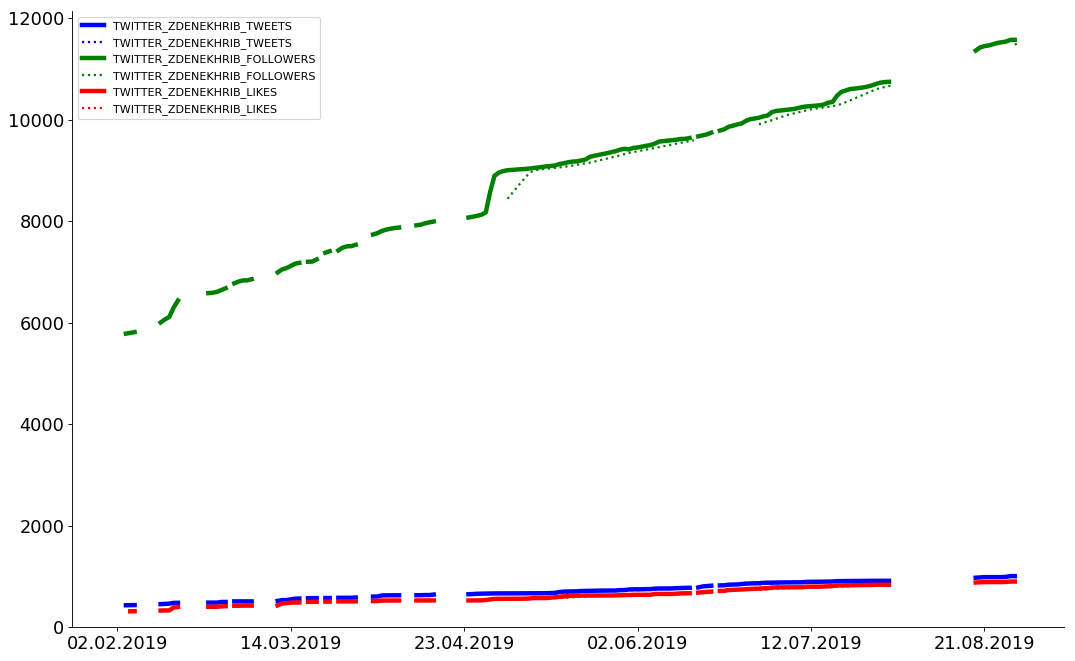 12000
10000
8000
6000
4000
2000
0
TWITTER_ZDENEKHRIB_TWEETS
TWITTER_ZDENEKHRIB_TWEETS
TWITTER_ZDENEKHRIB_FOLLOWERS
TWITTER_ZDENEKHRIB_FOLLOWERS
TWITTER_ZDENEKHRIB_LIKES
TWITTER_ZDENEKHRIB_LIKES
02.02.2019 14.03.2019 23.04.2019 02.06.2019 12.07.2019 21.08.2019